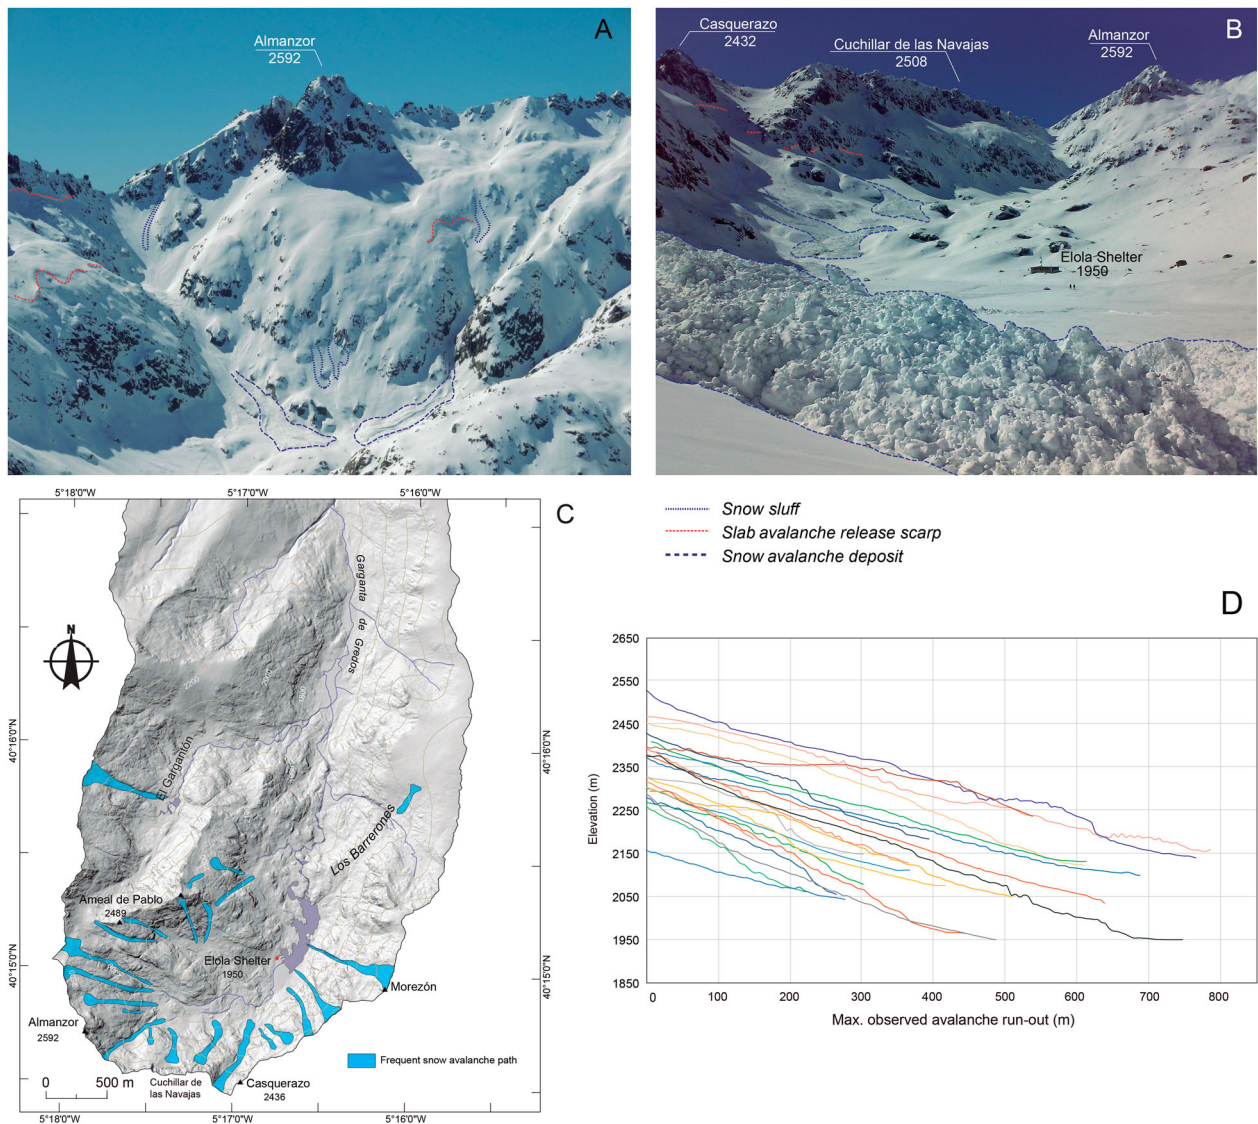 A
Almanzor
2592
B
Casquerazo
2432
Cuchillar de las Navajas
2508
Almanzor
2592
Elola Shelter
1950
C
5°18'0"W
5°17'0"W
5°16'0"W
N
Garganta de Gredos
2200
El Gargantón
Los Barrerones
40°16'0"N
40°16'0"N
Ameal de Pablo
2489
Elola Shelter
1950
40°15'0"N
40°15'0"N
Morezón
Almanzor
2592
Frequent snow avalanche path
0
500 m
Cuchillar de
las Navajas
Casquerazo
2436
5°18'0"W
5°17'0"W
5°16'0"W
Snow sluff
Slab avalanche release scarp
Snow avalanche deposit
D
2650
2550
2450
2350
2250
2150
2050
1950
1850
Elevation (m)
0
100
200
300
400
500
600
700
800
Max. observed avalanche run-out (m)